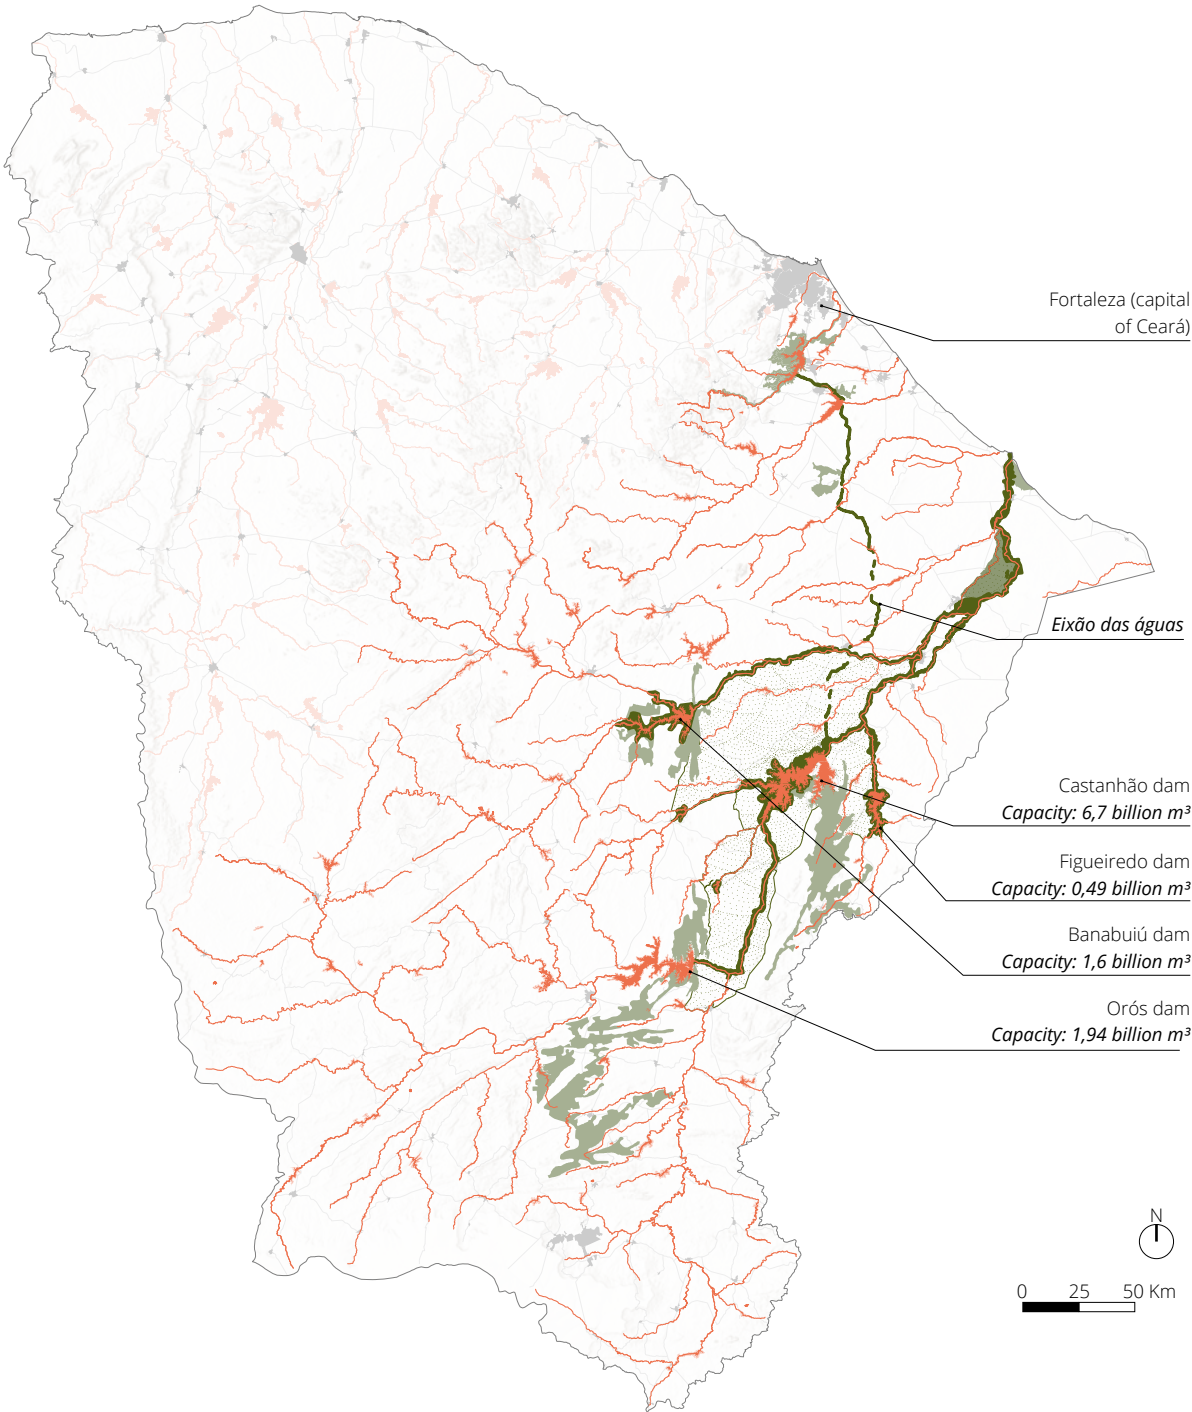 Fortaleza (capital
of Ceará)
Eixão das águas
Castanhão dam
Capacity: 6,7 billion m³
Figueiredo dam
Capacity: 0,49 billion m³
Banabuiú dam
Capacity: 1,6 billion m³
Orós dam
Capacity: 1,94 billion m³
N
0 25 50 Km